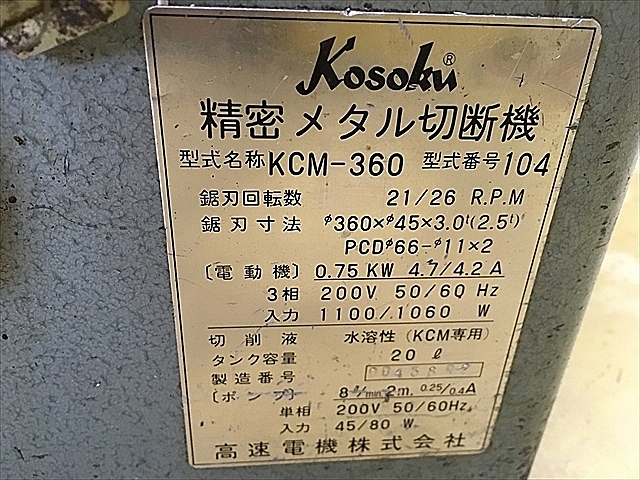 Kosoku®
精密メタル切断機
型式名称 KCM-360 型式番号 104
鋸刃回転数 21/26 R.P.M
鋸刃寸法 φ360×φ45×3.0t(2.5t)
PCDφ66-φ11×2
〔電動機〕 0.75 KW 4.7/4.2 A
3相 200V 50/60 Hz
入力 1100/1060 W
切削液 水溶性(KCM専用)
タンク容量 20 ℓ
製造番号
〔ポンプ〕 8ℓ/min 2m. 0.25/0.4A
単相 200V 50/60Hz
入力 45/80 W
高速電機株式会社